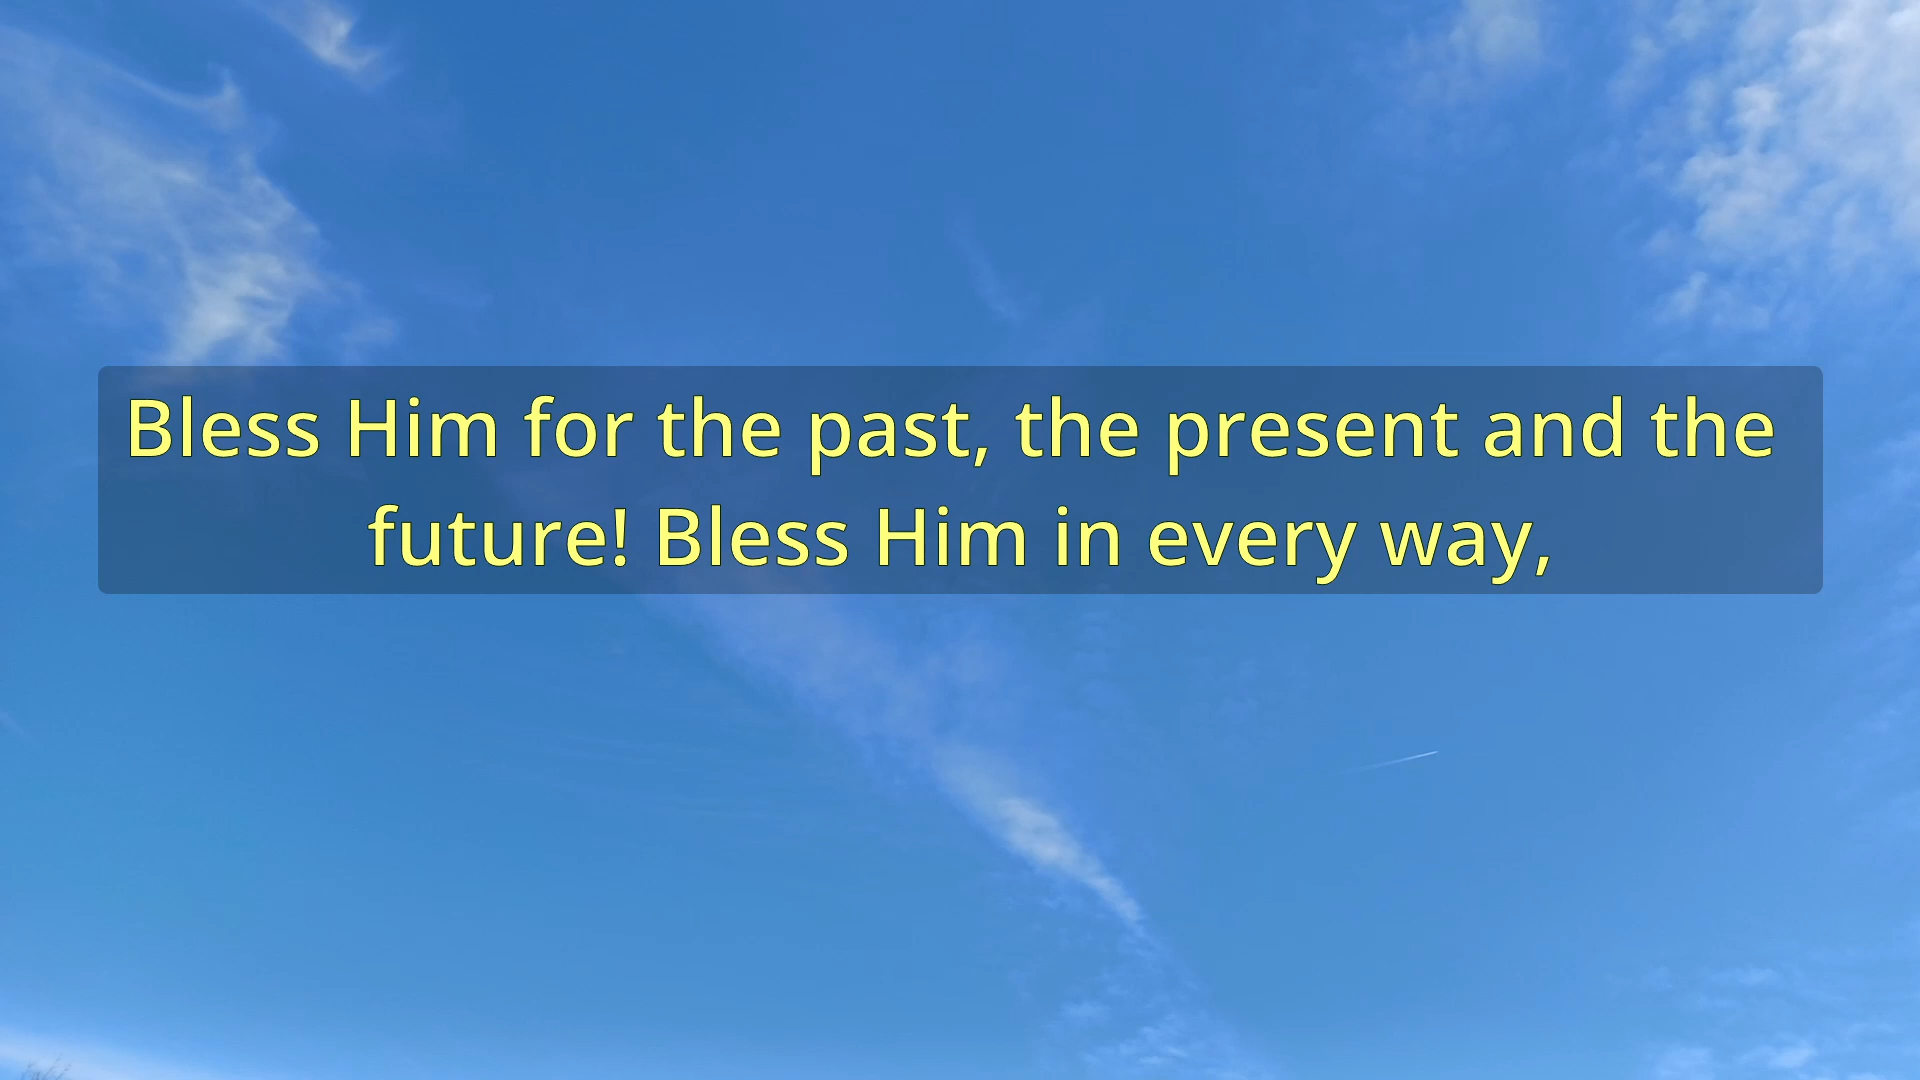 Bless Him for the past, the present and the
future! Bless Him in every way,